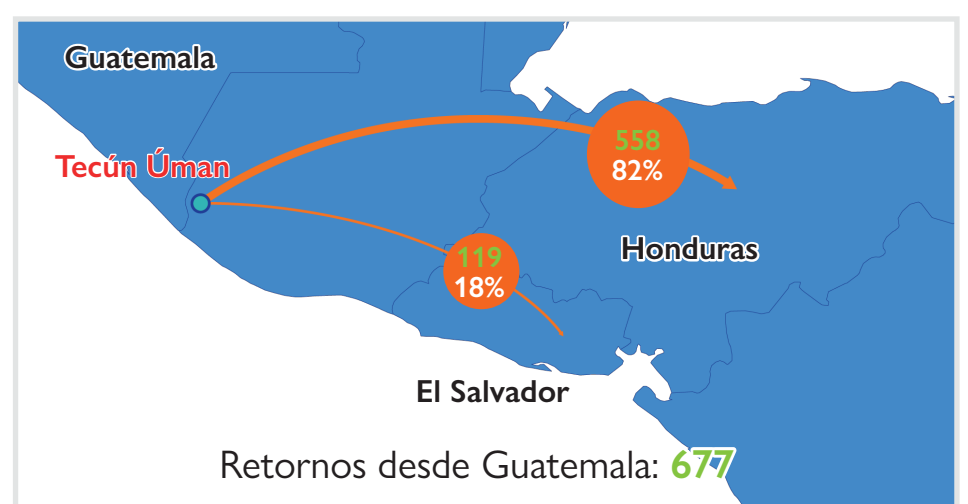 Guatemala
Tecún Úman
558
82%
Honduras
119
18%
El Salvador
Retornos desde Guatemala: 677